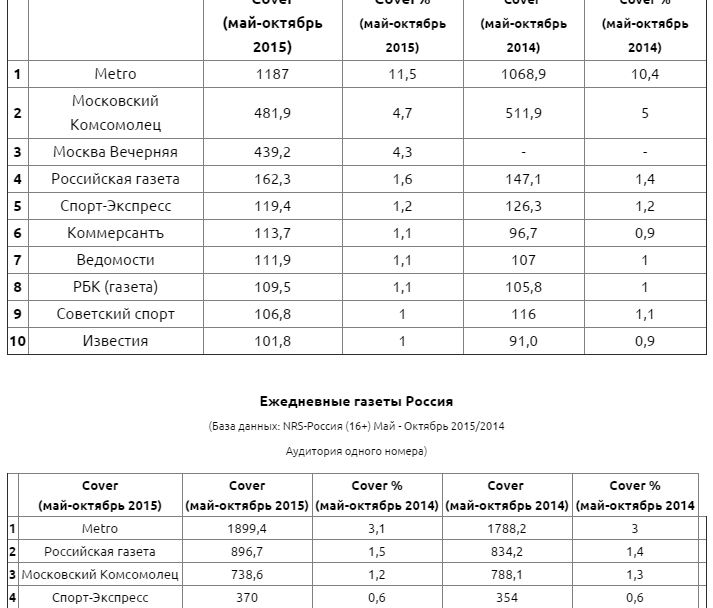 Cover Cover % Cover Cover %
(май-октябрь (май-октябрь (май-октябрь (май-октябрь
2015) 2015) 2014) 2014)
1 Metro 1187 11,5 1068,9 10,4
2 Московский Комсомолец 481,9 4,7 511,9 5
3 Москва Вечерняя 439,2 4,3 - -
4 Российская газета 162,3 1,6 147,1 1,4
5 Спорт-Экспресс 119,4 1,2 126,3 1,2
6 Коммерсантъ 113,7 1,1 96,7 0,9
7 Ведомости 111,9 1,1 107 1
8 РБК (газета) 109,5 1,1 105,8 1
9 Советский спорт 106,8 1 116 1,1
10 Известия 101,8 1 91,0 0,9
Ежедневные газеты Россия
(База данных: NRS-Россия (16+) Май - Октябрь 2015/2014
Аудитория одного номера)
Cover Cover Cover % Cover Cover %
(май-октябрь 2015) (май-октябрь 2015) (май-октябрь 2014) (май-октябрь 2014) (май-октябрь 2014
1 Metro 1899,4 3,1 1788,2 3
2 Российская газета 896,7 1,5 834,2 1,4
3 Московский Комсомолец 738,6 1,2 788,1 1,3
4 Спорт-Экспресс 370 0,6 354 0,6